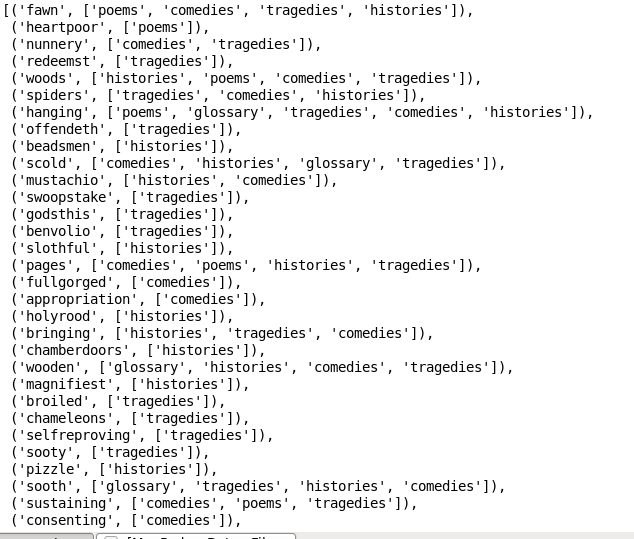 [('fawn', ['poems', 'comedies', 'tragedies', 'histories']),
('heartpoor', ['poems']),
('nunnery', ['comedies', 'tragedies']),
('redeemst', ['tragedies']),
('woods', ['histories', 'poems', 'comedies', 'tragedies']),
('spiders', ['tragedies', 'comedies', 'histories']),
('hanging', ['poems', 'glossary', 'tragedies', 'comedies', 'histories']),
('offendeth', ['tragedies']),
('beadsmen', ['histories']),
('scold', ['comedies', 'histories', 'glossary', 'tragedies']),
('mustachio', ['histories', 'comedies']),
('swoopstake', ['tragedies']),
('godsthis', ['tragedies']),
('benvolio', ['tragedies']),
('slothful', ['histories']),
('pages', ['comedies', 'poems', 'histories', 'tragedies']),
('fullgorged', ['comedies']),
('appropriation', ['comedies']),
('holyrood', ['histories']),
('bringing', ['histories', 'tragedies', 'comedies']),
('chamberdoors', ['histories']),
('wooden', ['glossary', 'histories', 'comedies', 'tragedies']),
('magnifiest', ['histories']),
('broiled', ['tragedies']),
('chameleons', ['tragedies']),
('selfreproving', ['tragedies']),
('sooty', ['tragedies']),
('pizzle', ['histories']),
('sooth', ['glossary', 'tragedies', 'histories', 'comedies']),
('sustaining', ['comedies', 'poems', 'tragedies']),
('consenting', ['comedies']),